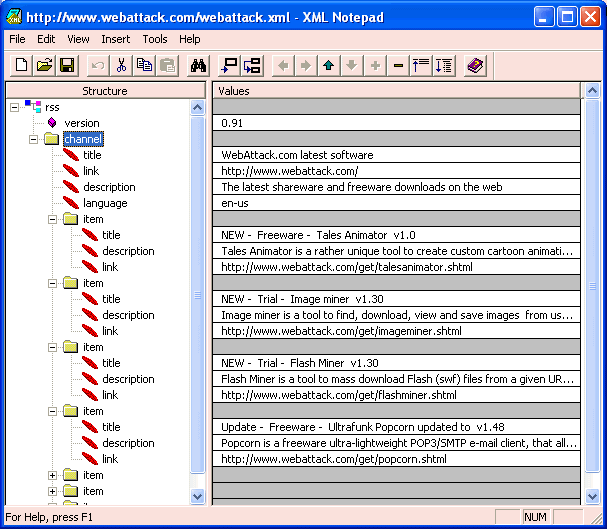 http://www.webattack.com/webattack.xml - XML Notepad
File Edit View Insert Tools Help
Structure Values
rss
version 0.91
channel
title WebAttack.com latest software
link http://www.webattack.com/
description The latest shareware and freeware downloads on the web
language en-us
item
title NEW - Freeware - Tales Animator v1.0
description Tales Animator is a rather unique tool to create custom cartoon animati...
link http://www.webattack.com/get/talesanimator.shtml
item
title NEW - Trial - Image miner v1.30
description Image miner is a tool to find, download, view and save images from us...
link http://www.webattack.com/get/imageminer.shtml
item
title NEW - Trial - Flash Miner v1.30
description Flash Miner is a tool to mass download Flash (swf) files from a given UR...
link http://www.webattack.com/get/flashminer.shtml
item
title Update - Freeware - Ultrafunk Popcorn updated to v1.48
description Popcorn is a freeware ultra-lightweight POP3/SMTP e-mail client, that all...
link http://www.webattack.com/get/popcorn.shtml
item
item
For Help, press F1 NUM